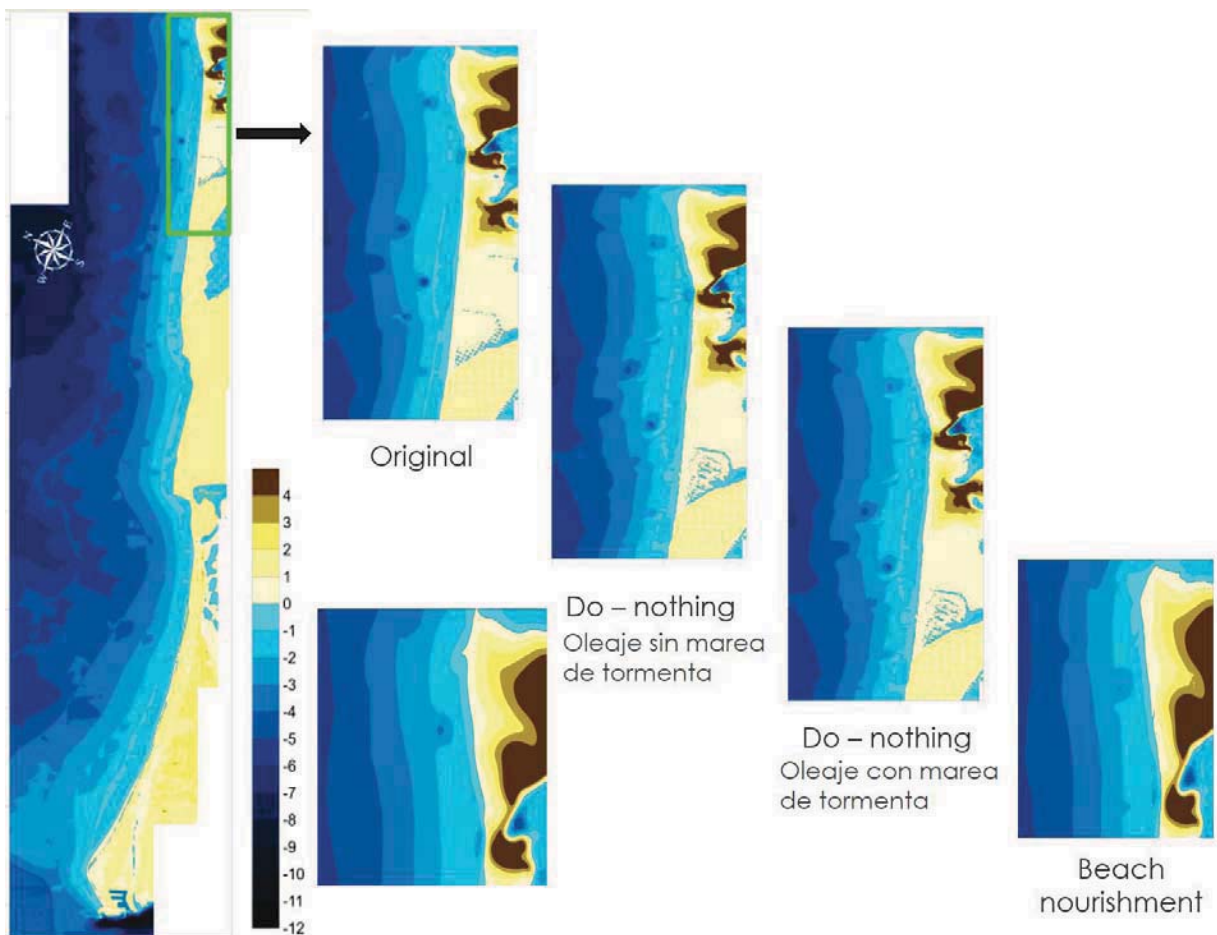 N
E
S
W
Original
Do – nothing
Oleaje sin marea
de tormenta
Do – nothing
Oleaje con marea
de tormenta
Beach
nourishment
4
3
2
1
0
-1
-2
-3
-4
-5
-6
-7
-8
-9
-10
-11
-12